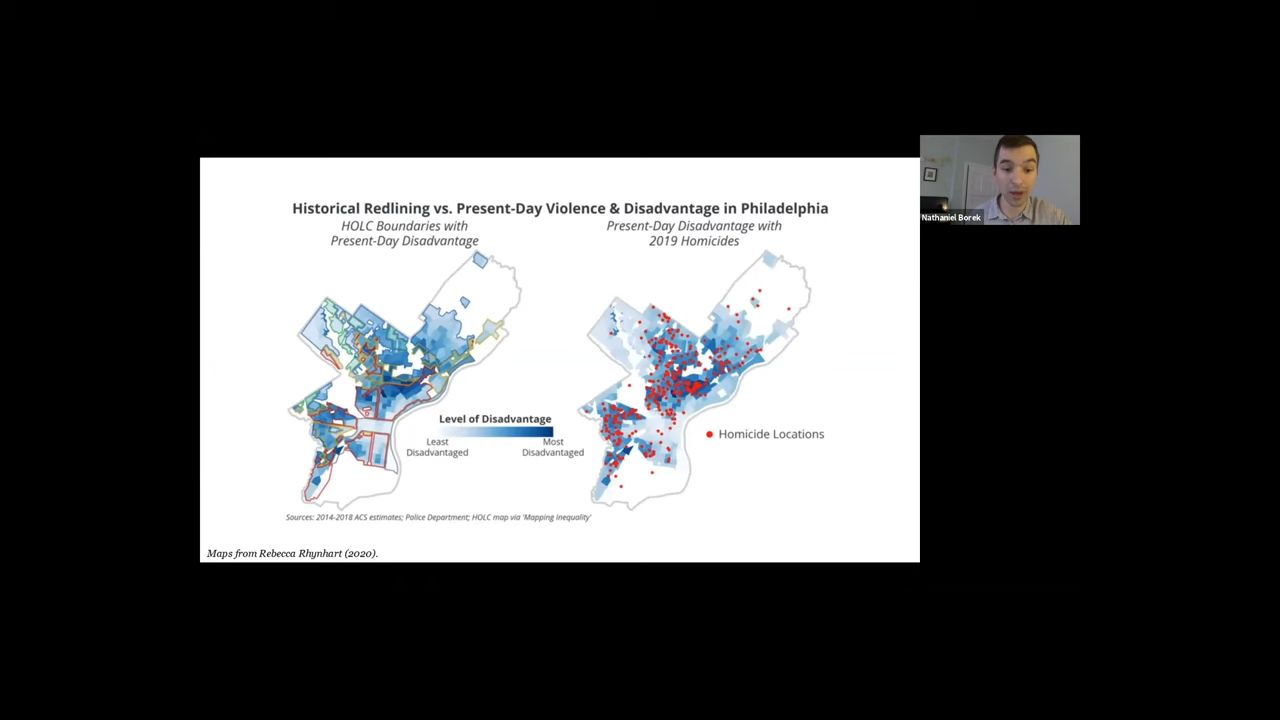 Historical Redlining vs. Present-Day Violence & Disadvantage in Philadelphia
HOLC Boundaries with
Present-Day Disadvantage
Present-Day Disadvantage with
2019 Homicides
Level of Disadvantage
Least
Disadvantaged
Most
Disadvantaged
Homicide Locations
Sources: 2014-2018 ACS estimates; Police Department; HOLC map via 'Mapping Inequality'
Maps from Rebecca Rhynhart (2020).
Nathaniel Borek